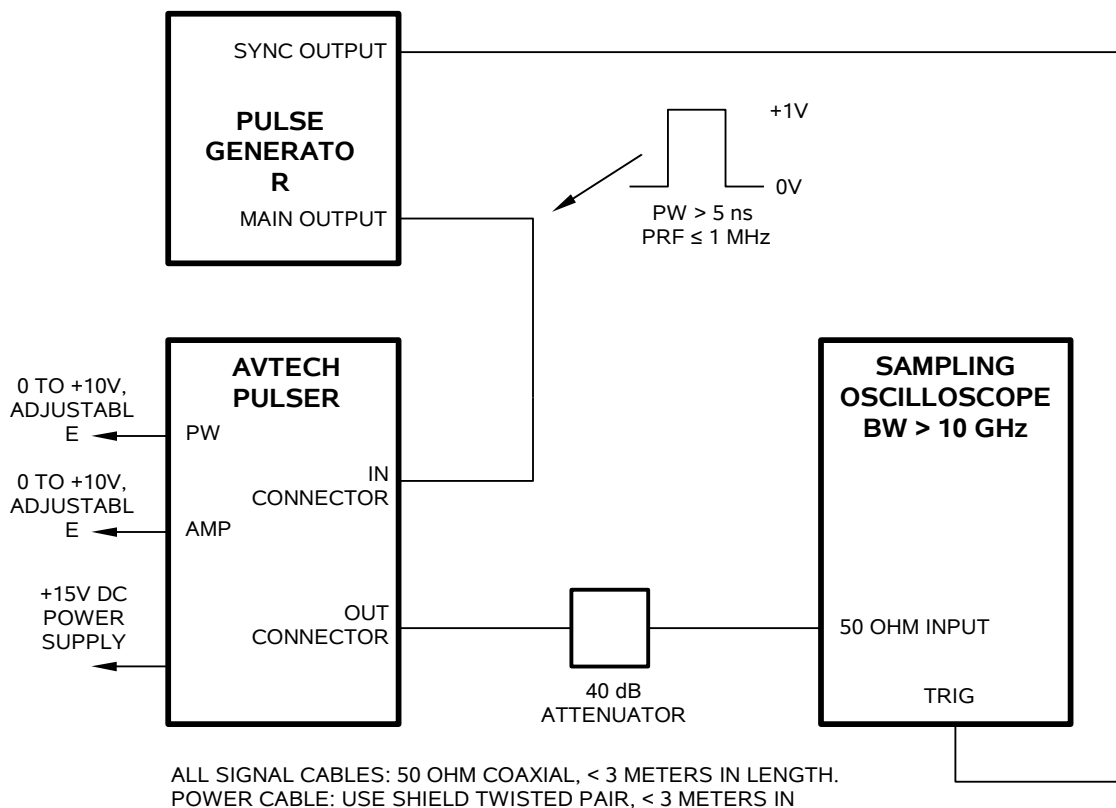 SYNC OUTPUT
PULSE
GENERATO
R
MAIN OUTPUT
+1V
0V
PW > 5 ns
PRF ≤ 1 MHz
AVTECH
PULSER
0 TO +10V,
ADJUSTABL
E
PW
0 TO +10V,
ADJUSTABL
E
AMP
+15V DC
POWER
SUPPLY
IN
CONNECTOR
OUT
CONNECTOR
40 dB
ATTENUATOR
SAMPLING
OSCILLOSCOPE
BW > 10 GHz
50 OHM INPUT
TRIG
ALL SIGNAL CABLES: 50 OHM COAXIAL, < 3 METERS IN LENGTH.
POWER CABLE: USE SHIELD TWISTED PAIR, < 3 METERS IN